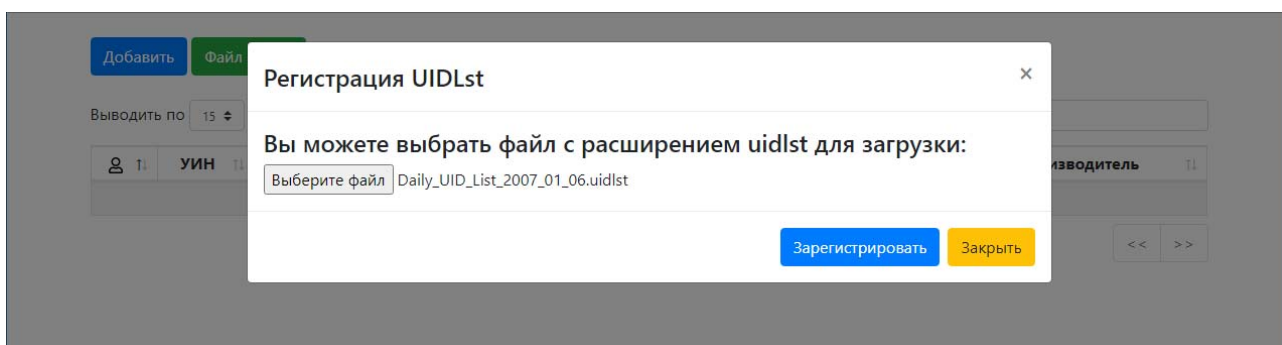 Добавить Файл
Регистрация UIDLst ×
Выводить по 15
Вы можете выбрать файл с расширением uidlst для загрузки:
УИН изводитель
Выберите файл Daily_UID_List_2007_01_06.uidlst
Зарегистрировать Закрыть
<< >>